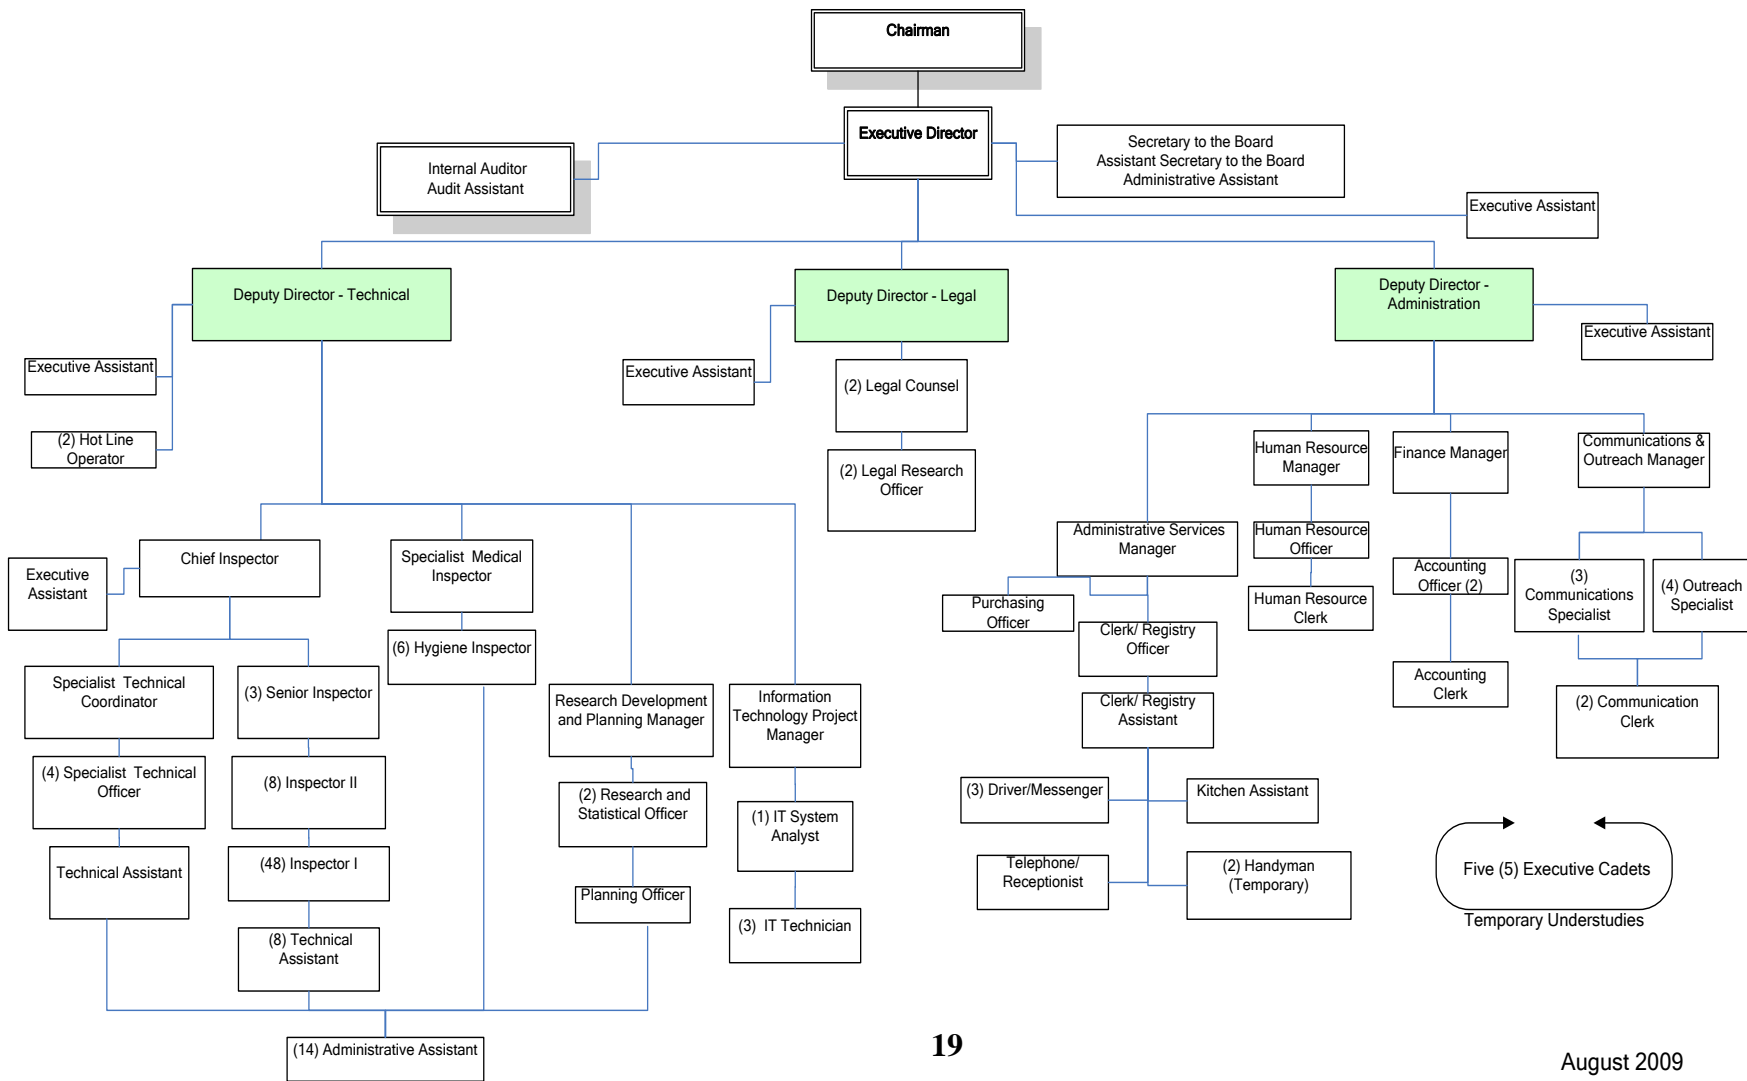 Chairman
Executive Director
Internal Auditor
Audit Assistant
Secretary to the Board
Assistant Secretary to the Board
Administrative Assistant
Executive Assistant
Deputy Director - Technical
Deputy Director - Legal
Deputy Director -
Administration
Executive Assistant
Executive Assistant
(2) Hot Line
Operator
Executive Assistant
(2) Legal Counsel
(2) Legal Research
Officer
Human Resource
Manager
Finance Manager
Communications &
Outreach Manager
Administrative Services
Manager
Human Resource
Officer
Human Resource
Clerk
Accounting
Officer (2)
Accounting
Clerk
(3)
Communications
Specialist
(4) Outreach
Specialist
(2) Communication
Clerk
Purchasing
Officer
Clerk/ Registry
Officer
Clerk/ Registry
Assistant
(3) Driver/Messenger
Kitchen Assistant
Telephone/
Receptionist
(2) Handyman
(Temporary)
Chief Inspector
Executive
Assistant
Specialist Medical
Inspector
(6) Hygiene Inspector
Specialist Technical
Coordinator
(3) Senior Inspector
Research Development
and Planning Manager
Information
Technology Project
Manager
(4) Specialist Technical
Officer
(8) Inspector II
(2) Research and
Statistical Officer
(1) IT System
Analyst
Technical Assistant
(48) Inspector I
Planning Officer
(3) IT Technician
(8) Technical
Assistant
(14) Administrative Assistant
Five (5) Executive Cadets
Temporary Understudies
19
August 2009